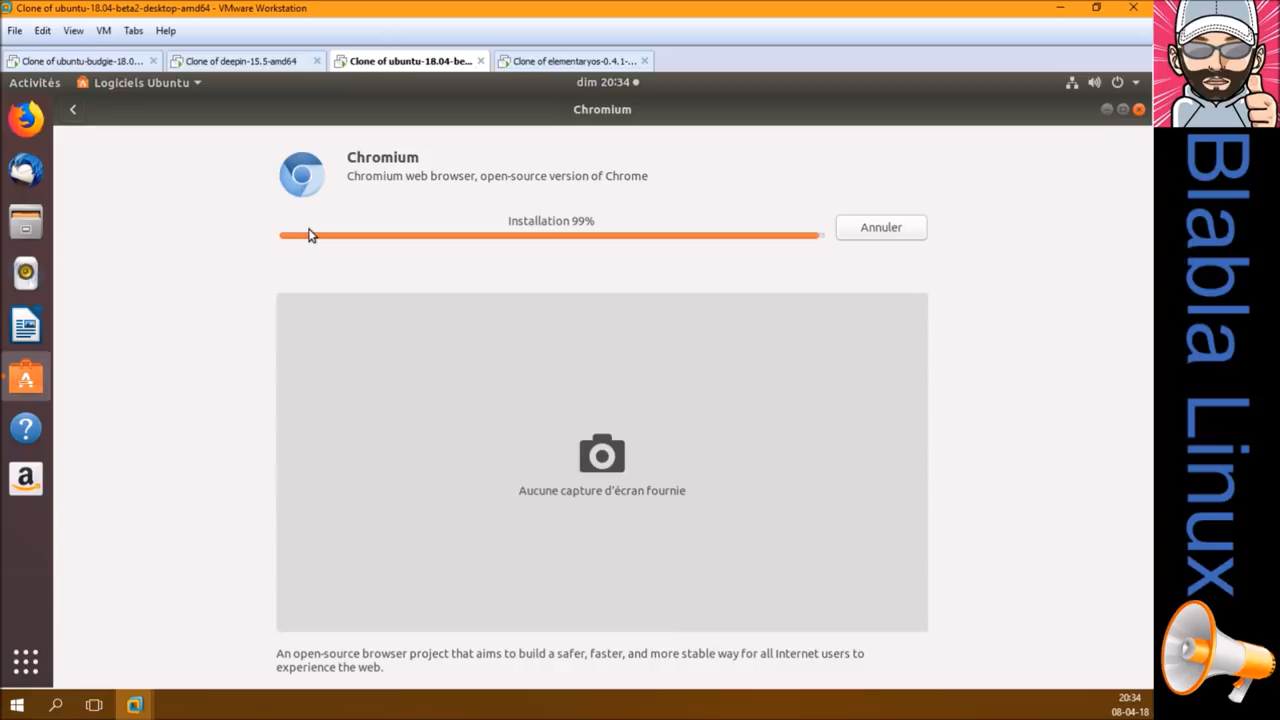 Clone of ubuntu-18.04-beta2-desktop-amd64 - VMware Workstation
File Edit View VM Tabs Help
Clone of ubuntu-budgie-18.0... Clone of deepin-15.5-amd64 Clone of ubuntu-18.04-be... Clone of elementaryos-0.4.1-...
Activités Logiciels Ubuntu dim 20:34
Chromium
Chromium
Chromium web browser, open-source version of Chrome
Installation 99%
Annuler
Aucune capture d'écran fournie
An open-source browser project that aims to build a safer, faster, and more stable way for all Internet users to
experience the web.
20:34
08-04-18
Blabla Linux